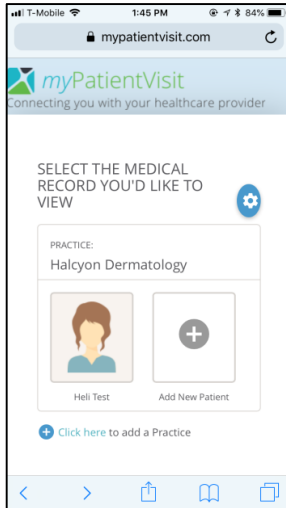 T-Mobile 1:45 PM 84%
mypatientvisit.com
myPatientVisit
Connecting you with your healthcare provider
SELECT THE MEDICAL
RECORD YOU'D LIKE TO
VIEW
PRACTICE:
Halcyon Dermatology
Heli Test Add New Patient
Click here to add a Practice